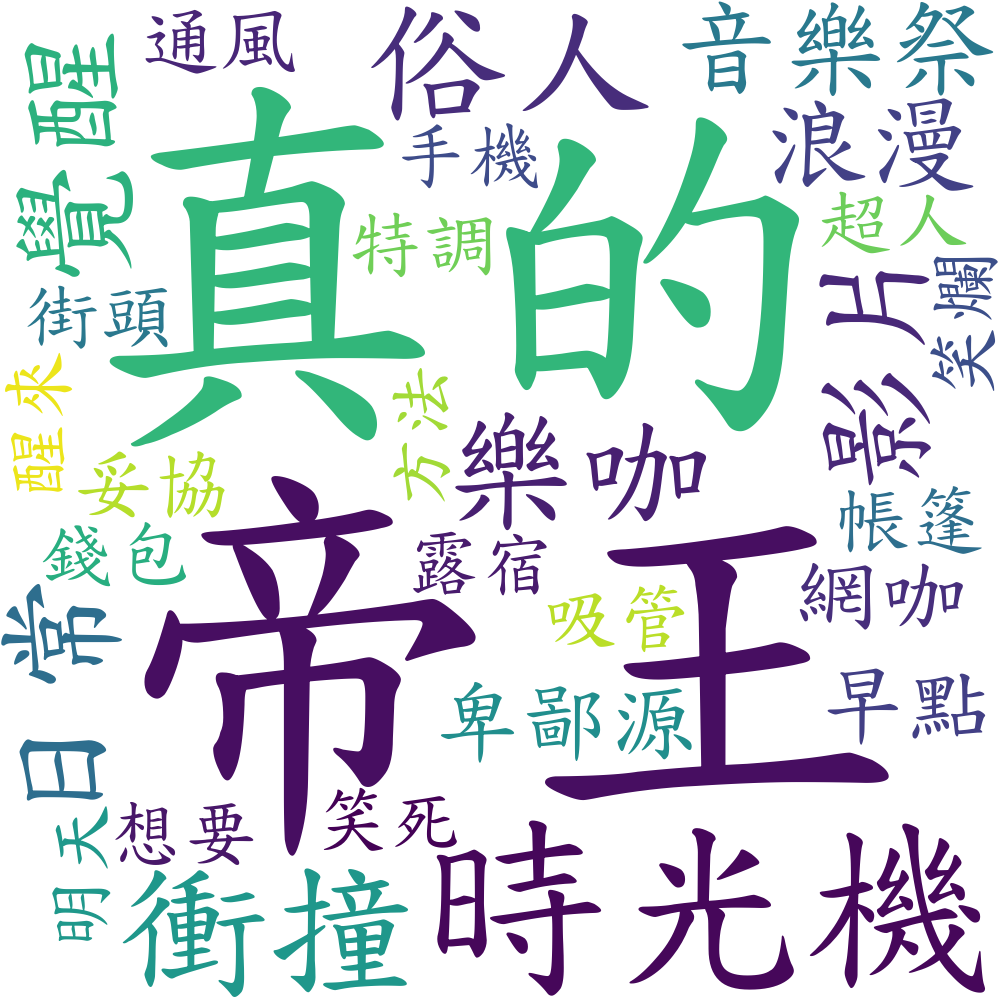 通風
俗人
音樂祭
覺醒
真的
手機
浪漫
特調
超人
街頭
影片
笑爛
醒來
方法
妥協
樂咖
帳篷
錢包
帝王
露宿
網咖
日常
吸管
卑鄙源
早點
明天
想要
笑死
衝撞
時光機